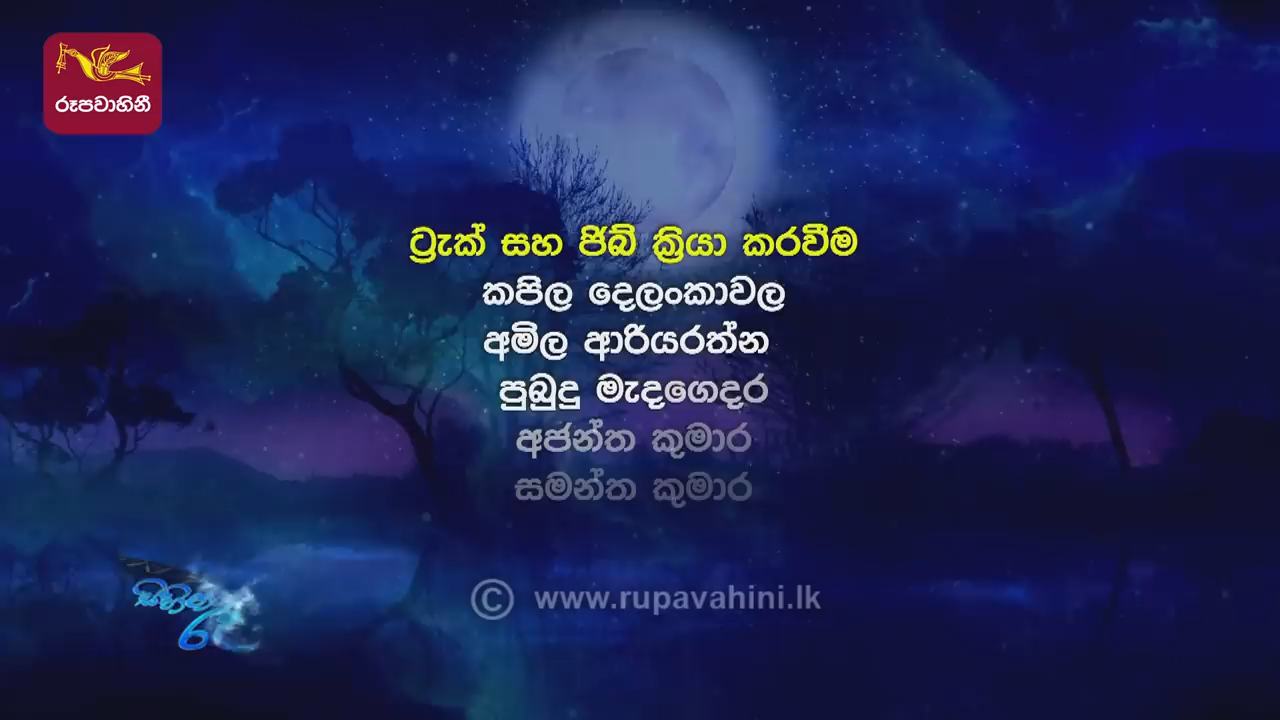 රූපවාහිනී
ට්‍රැක් සහ ජිබ් ක්‍රියා කරවීම
කපිල දෙලංකාවල
අමිල ආරියරත්න
පුබුදු මැදගෙදර
අජන්ත කුමාර
සමන්ත කුමාර
© www.rupavahini.lk
සිහින
රෑ